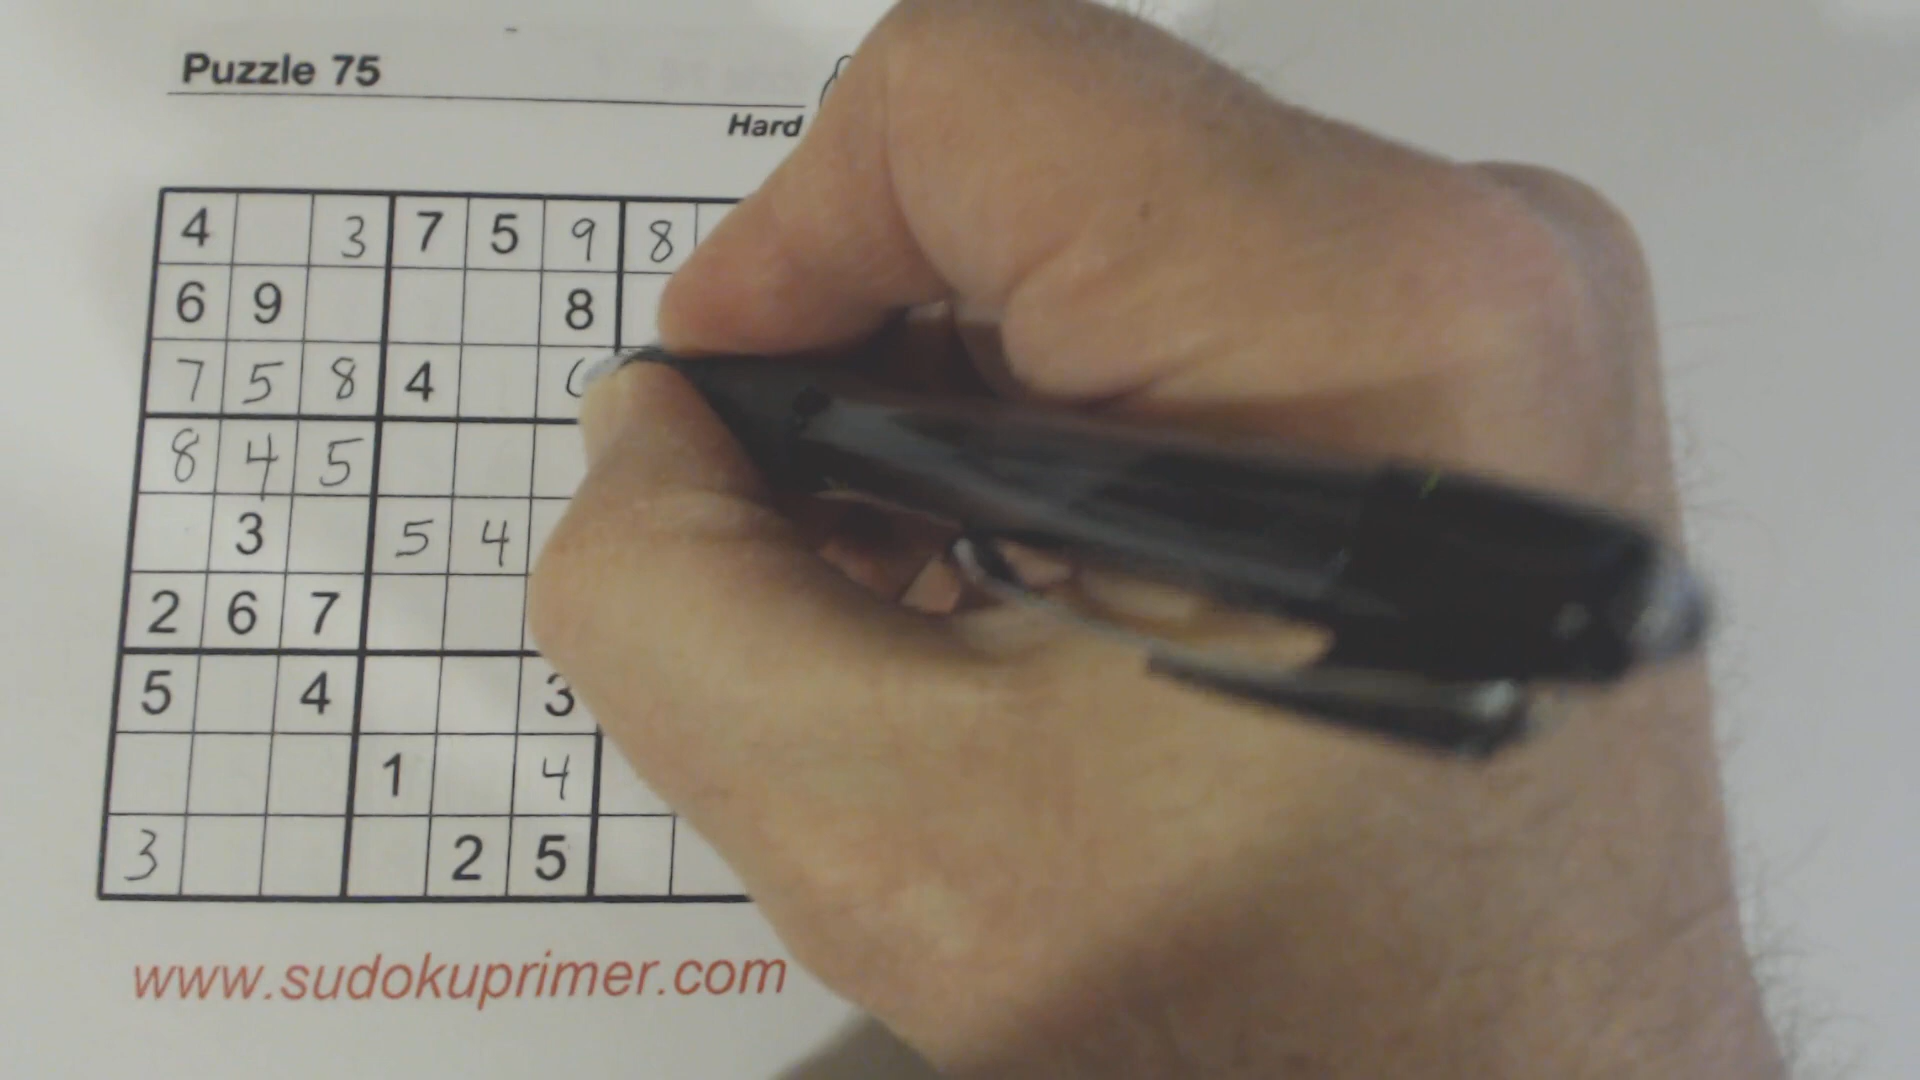 Puzzle 75
Hard
4 3 7 5 9 8
6 9 8
7 5 8 4
8 4 5
3 5 4
2 6 7
5 4 3
1 4
3 2 5
www.sudokuprimer.com